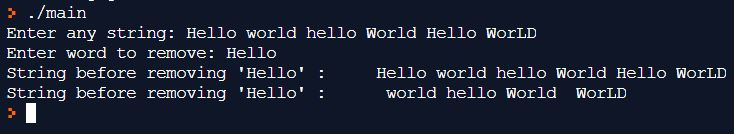 > ./main
Enter any string: Hello world hello World Hello WorLD
Enter word to remove: Hello
String before removing 'Hello' :     Hello world hello World Hello WorLD
String before removing 'Hello' :      world hello World  WorLD
>